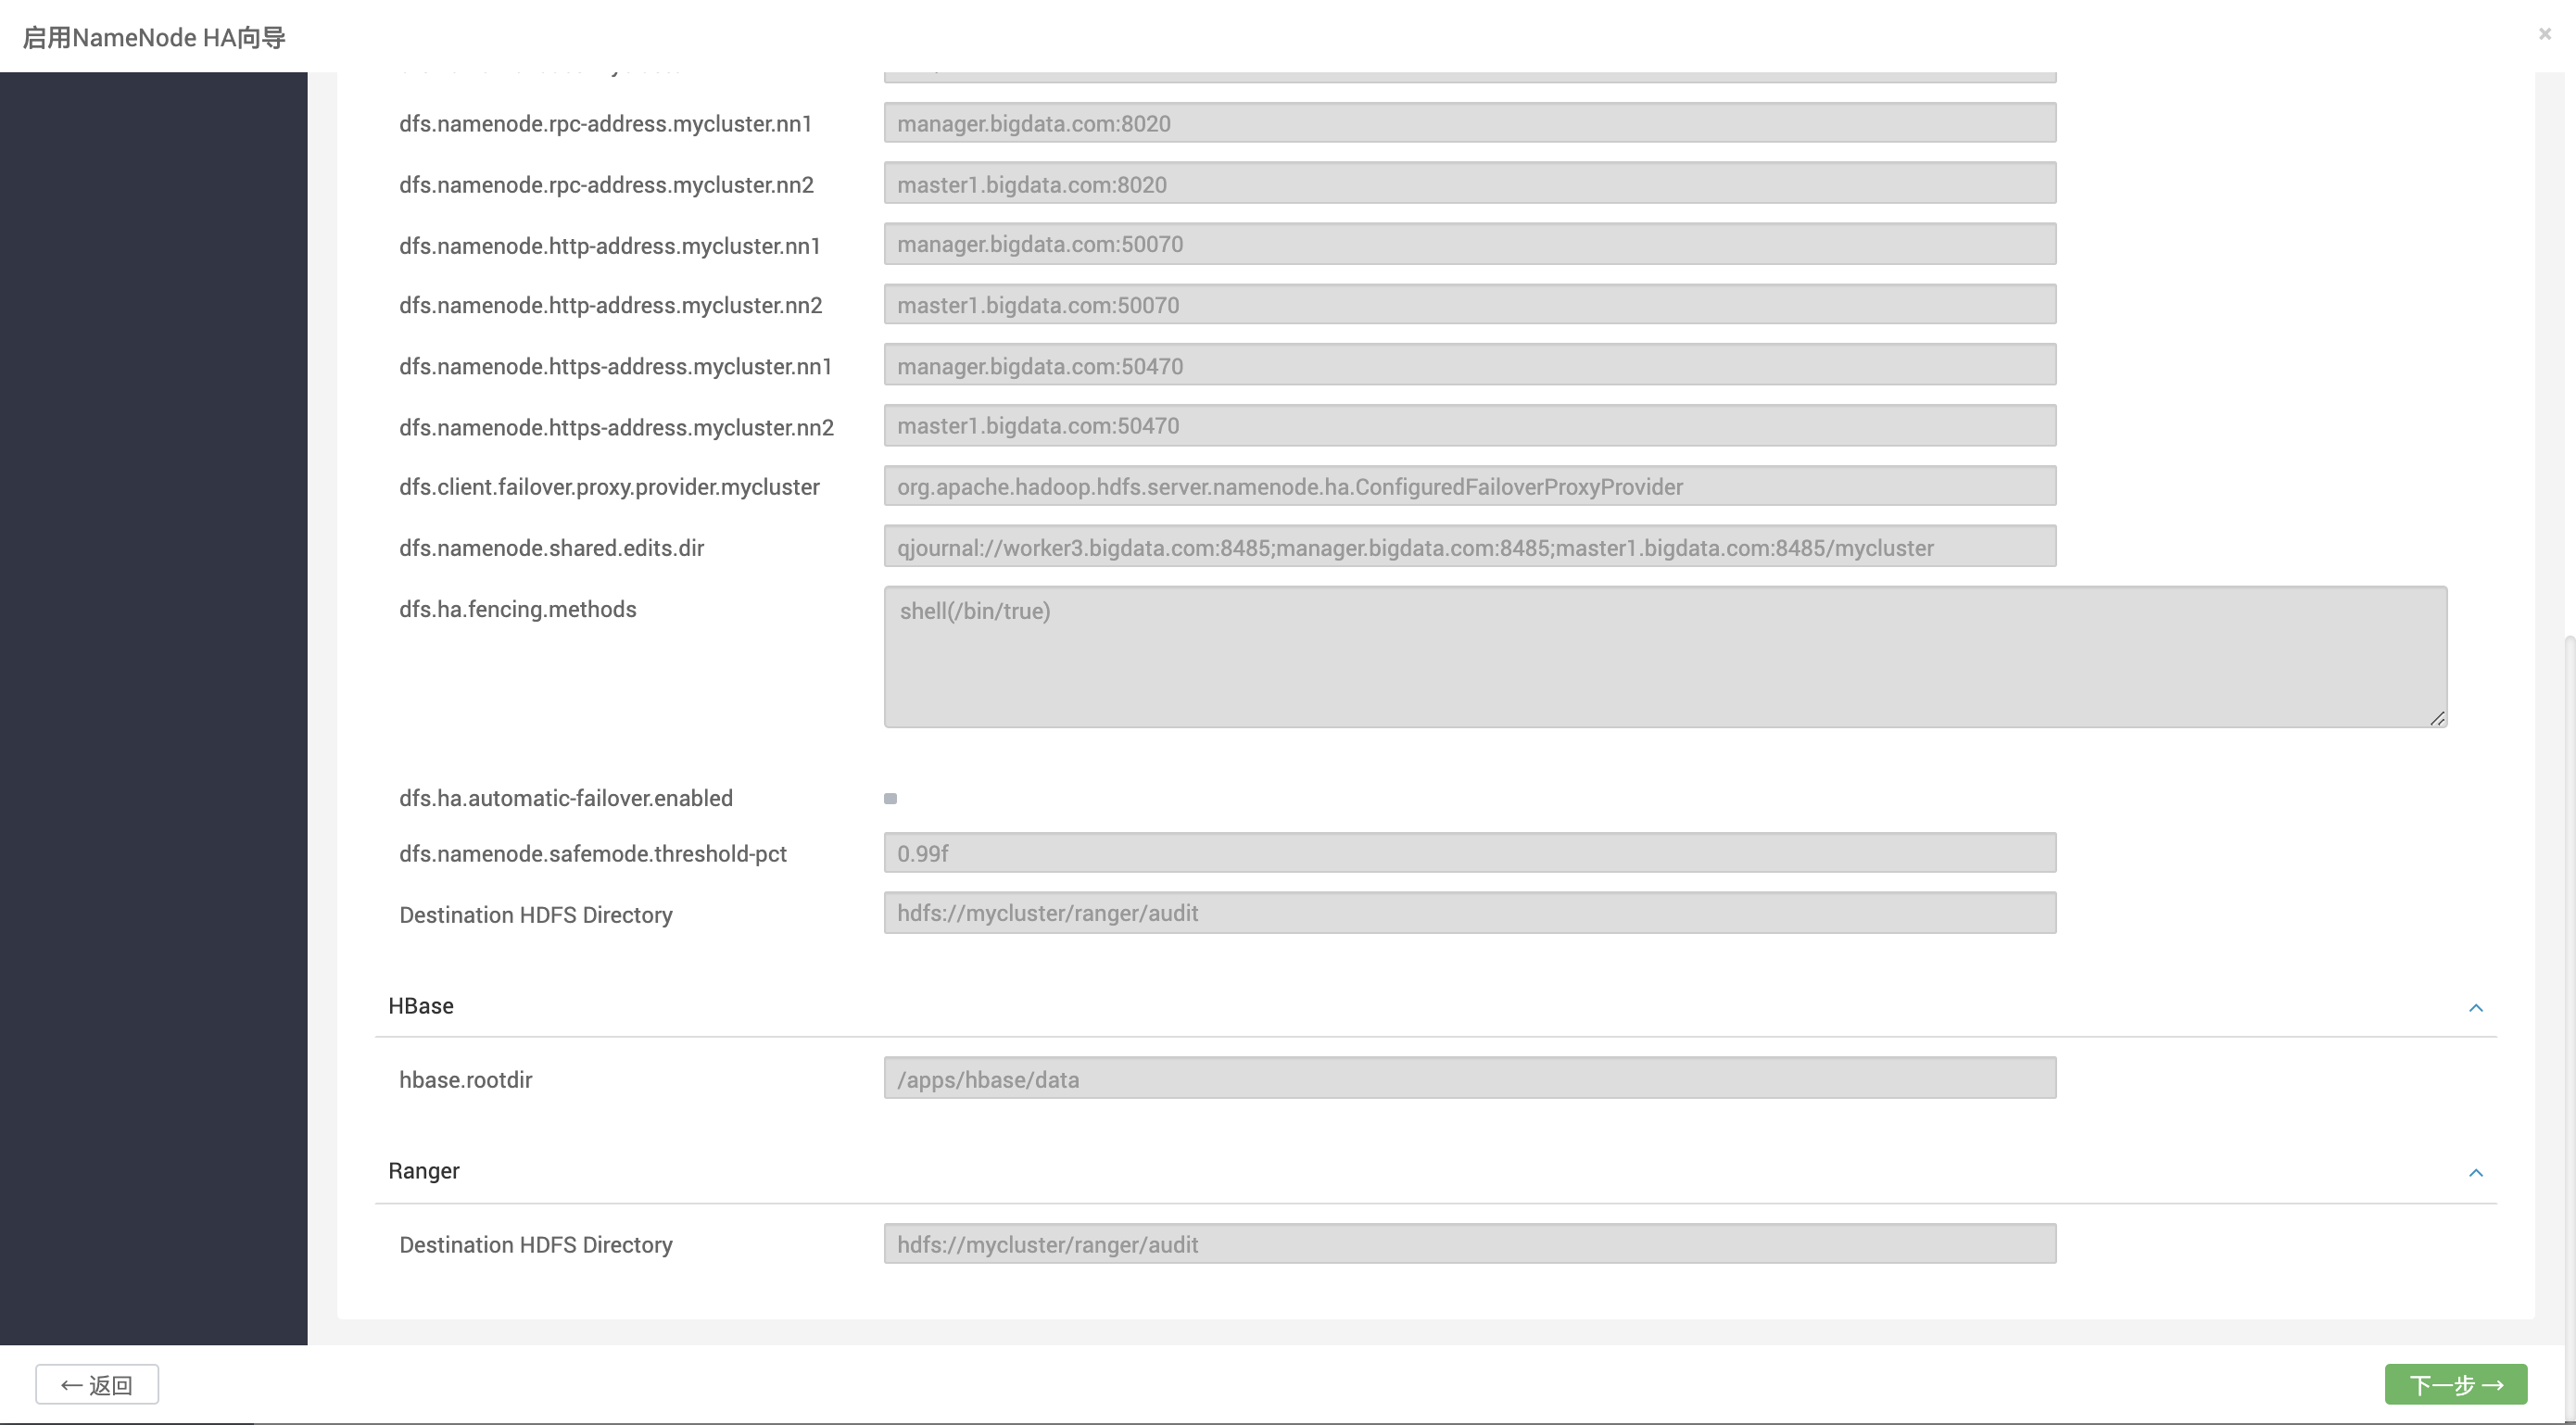 启用NameNode HA向导
×
dfs.namenode.rpc-address.mycluster.nn1
manager.bigdata.com:8020
dfs.namenode.rpc-address.mycluster.nn2
master1.bigdata.com:8020
dfs.namenode.http-address.mycluster.nn1
manager.bigdata.com:50070
dfs.namenode.http-address.mycluster.nn2
master1.bigdata.com:50070
dfs.namenode.https-address.mycluster.nn1
manager.bigdata.com:50470
dfs.namenode.https-address.mycluster.nn2
master1.bigdata.com:50470
dfs.client.failover.proxy.provider.mycluster
org.apache.hadoop.hdfs.server.namenode.ha.ConfiguredFailoverProxyProvider
dfs.namenode.shared.edits.dir
qjournal://worker3.bigdata.com:8485;manager.bigdata.com:8485;master1.bigdata.com:8485/mycluster
dfs.ha.fencing.methods
shell(/bin/true)
dfs.ha.automatic-failover.enabled
dfs.namenode.safemode.threshold-pct
0.99f
Destination HDFS Directory
hdfs://mycluster/ranger/audit
HBase
hbase.rootdir
/apps/hbase/data
Ranger
Destination HDFS Directory
hdfs://mycluster/ranger/audit
← 返回
下一步 →